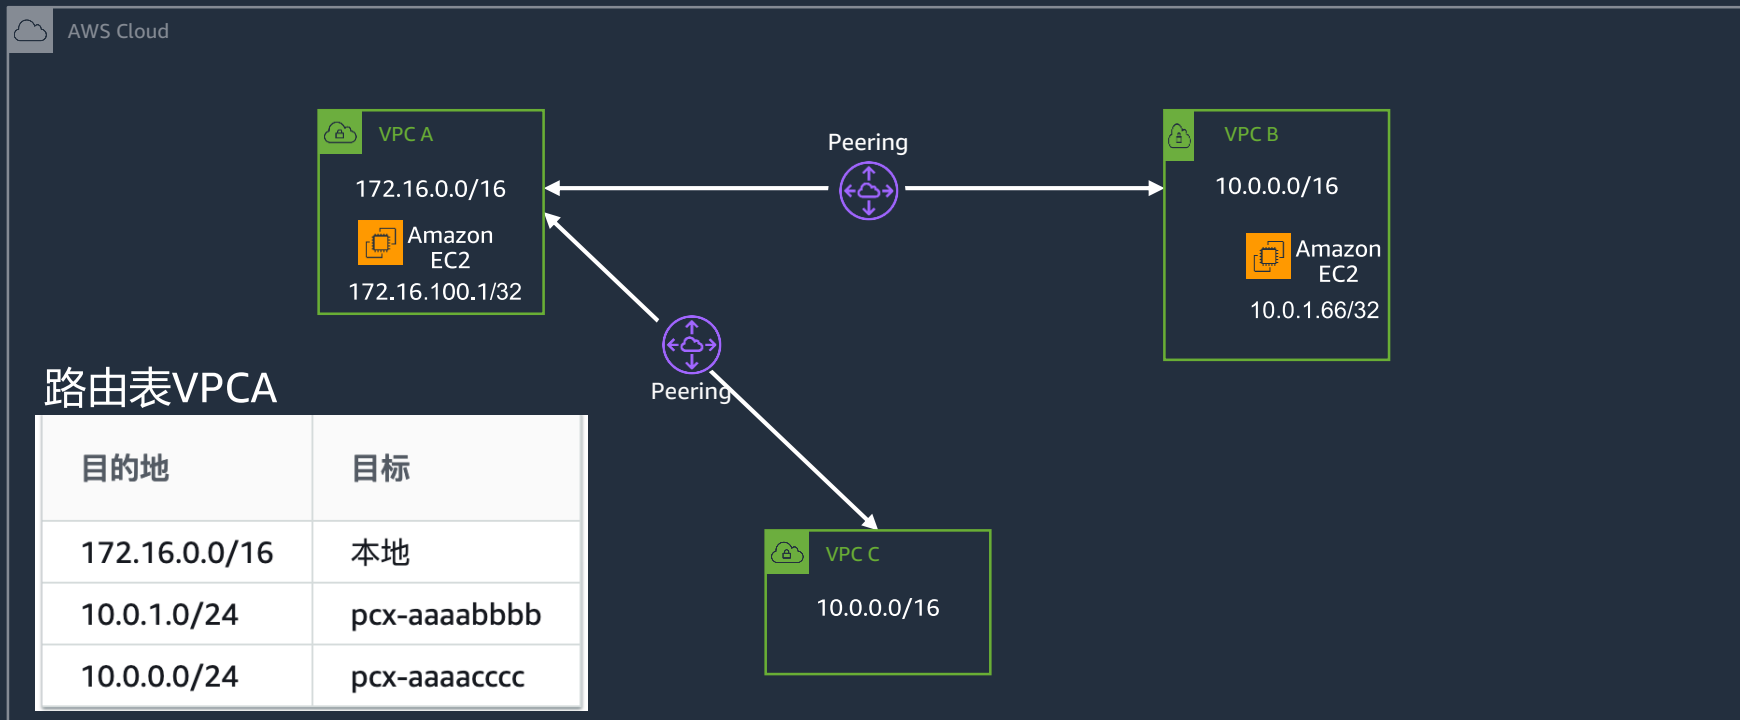 AWS Cloud
VPC A
172.16.0.0/16
Amazon
EC2
172.16.100.1/32
Peering
VPC B
10.0.0.0/16
Amazon
EC2
10.0.1.66/32
Peering
VPC C
10.0.0.0/16
路由表VPCA
目的地 目标
172.16.0.0/16 本地
10.0.1.0/24 pcx-aaaabbbb
10.0.0.0/24 pcx-aaaacccc